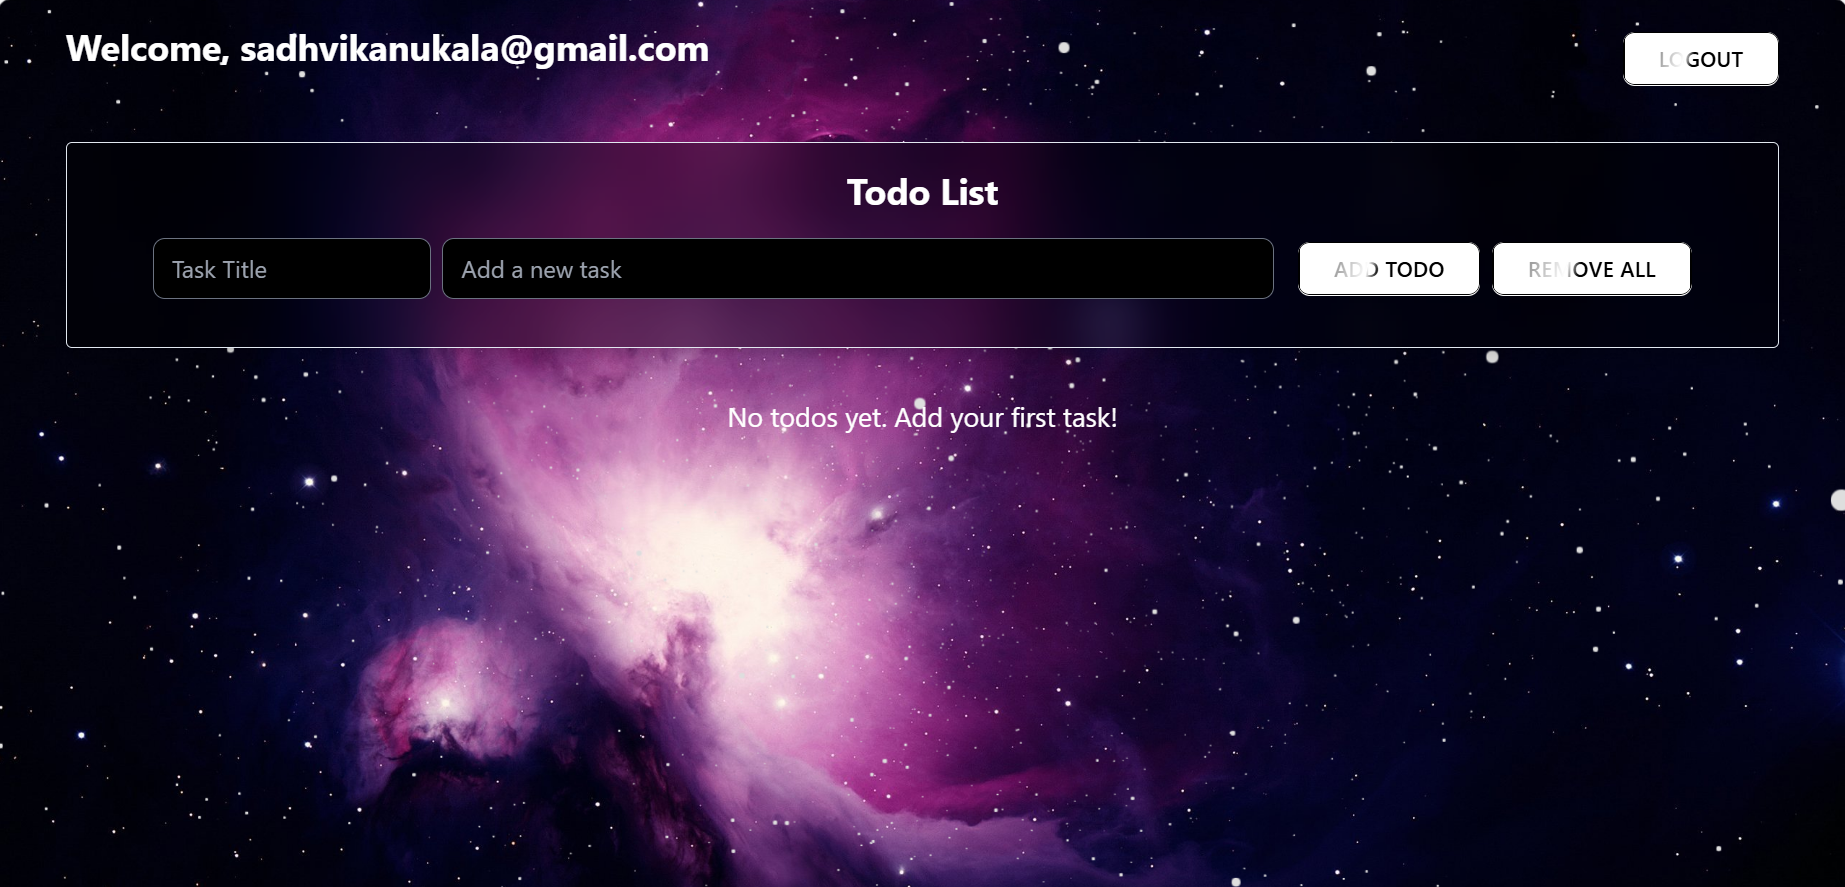 Welcome, sadhvikanukala@gmail.com
LOGOUT
Todo List
Task Title
Add a new task
ADD TODO
REMOVE ALL
No todos yet. Add your first task!